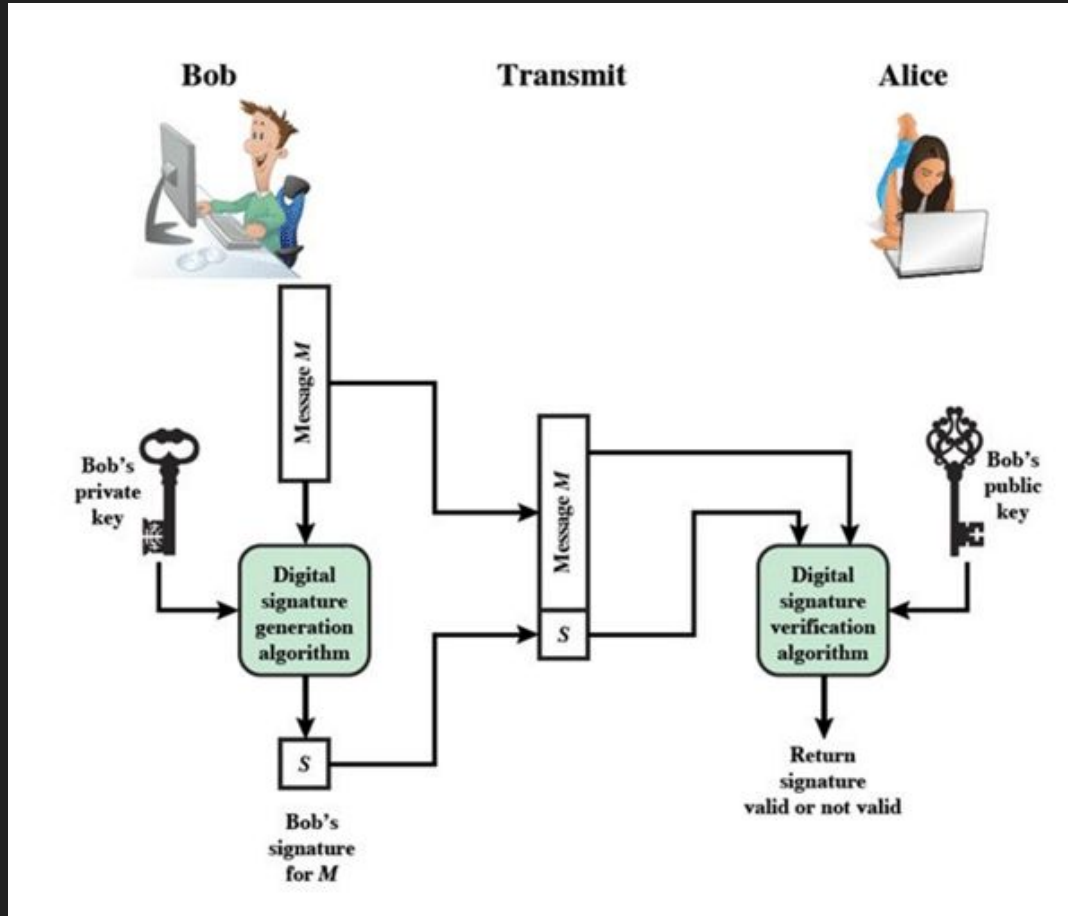 Bob
Transmit
Alice
Message M
Bob's
private
key
Digital
signature
generation
algorithm
S
Bob's
signature
for M
Message M
S
Bob's
public
key
Digital
signature
verification
algorithm
Return
signature
valid or not valid